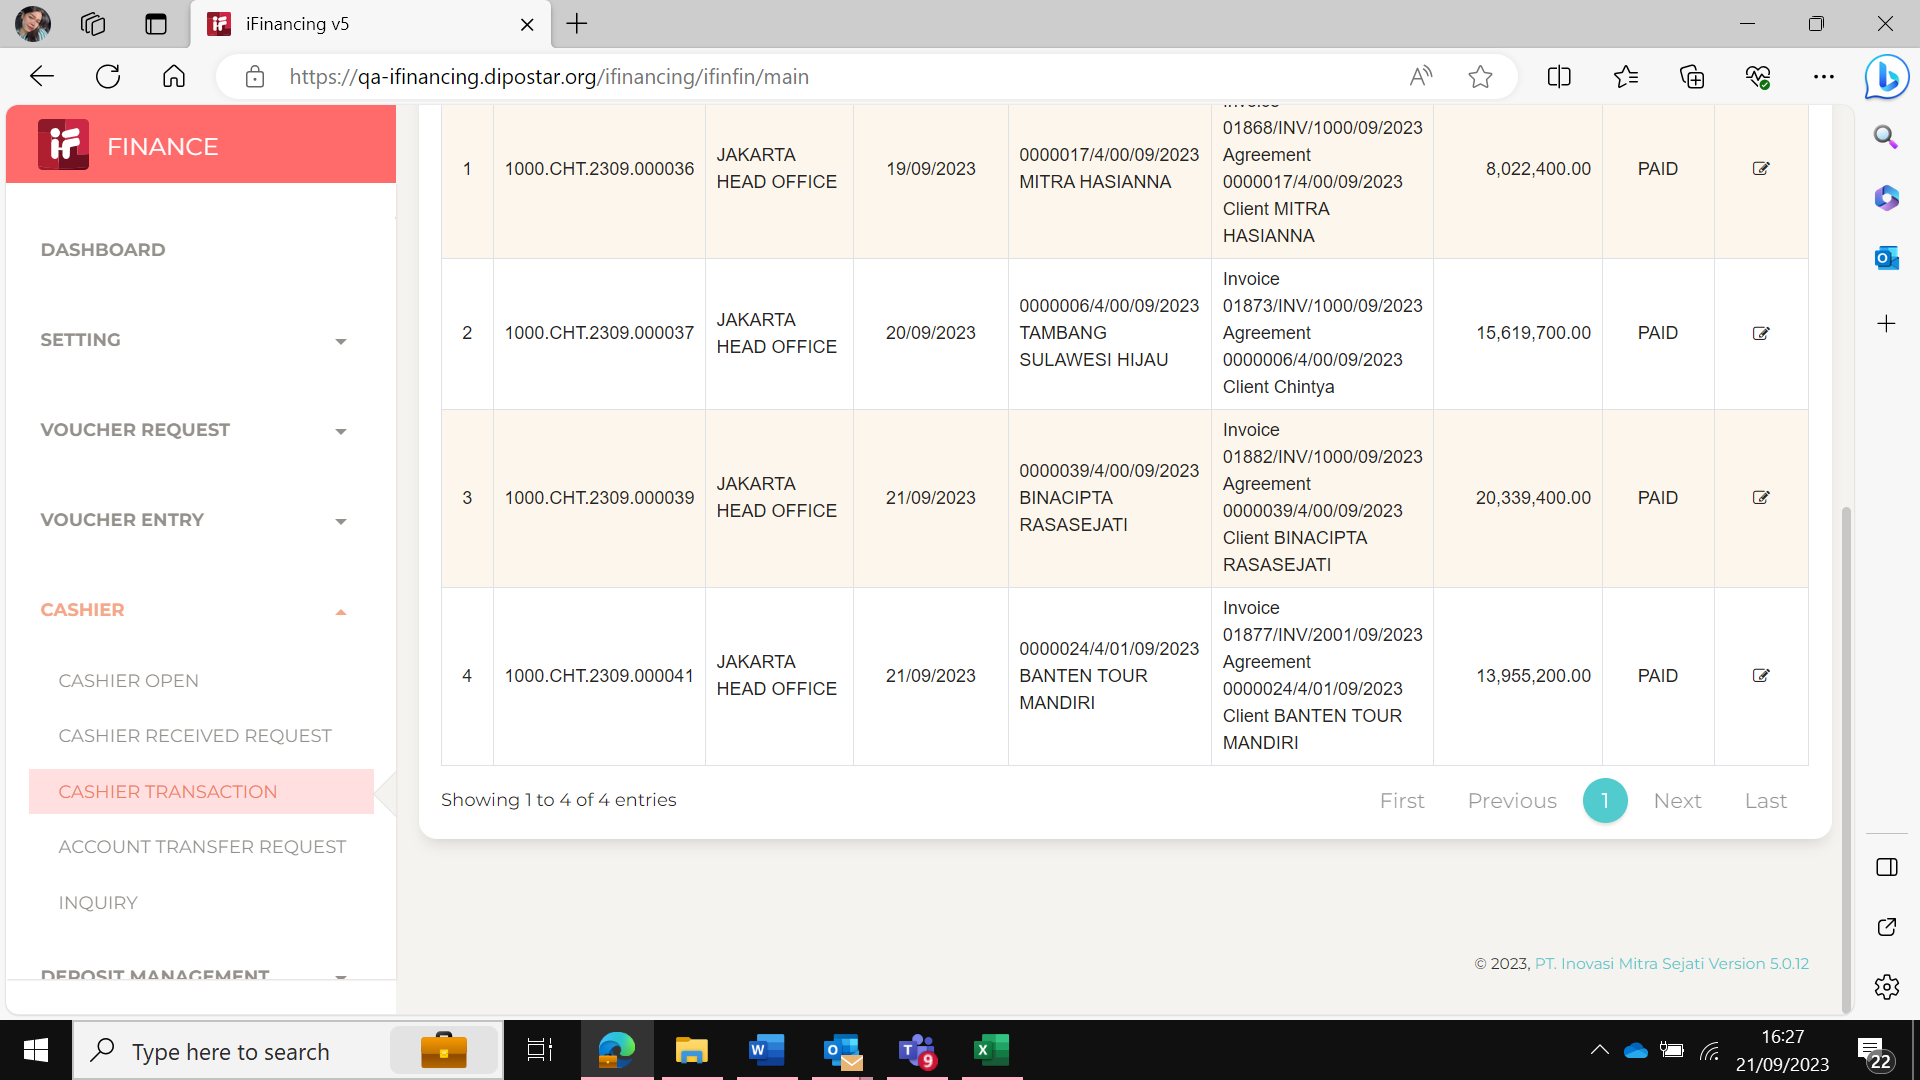 iFinancing v5
https://qa-ifinancing.dipostar.org/ifinancing/ifinfin/main
iF FINANCE
DASHBOARD
SETTING
VOUCHER REQUEST
VOUCHER ENTRY
CASHIER
CASHIER OPEN
CASHIER RECEIVED REQUEST
CASHIER TRANSACTION
ACCOUNT TRANSFER REQUEST
INQUIRY
DEPOSIT MANAGEMENT
1
1000.CHT.2309.000036
JAKARTA
HEAD OFFICE
19/09/2023
0000017/4/00/09/2023
MITRA HASIANNA
Invoice
01868/INV/1000/09/2023
Agreement
0000017/4/00/09/2023
Client MITRA
HASIANNA
8,022,400.00
PAID
2
1000.CHT.2309.000037
JAKARTA
HEAD OFFICE
20/09/2023
0000006/4/00/09/2023
TAMBANG
SULAWESI HIJAU
Invoice
01873/INV/1000/09/2023
Agreement
0000006/4/00/09/2023
Client Chintya
15,619,700.00
PAID
3
1000.CHT.2309.000039
JAKARTA
HEAD OFFICE
21/09/2023
0000039/4/00/09/2023
BINACIPTA
RASASEJATI
Invoice
01882/INV/1000/09/2023
Agreement
0000039/4/00/09/2023
Client BINACIPTA
RASASEJATI
20,339,400.00
PAID
4
1000.CHT.2309.000041
JAKARTA
HEAD OFFICE
21/09/2023
0000024/4/01/09/2023
BANTEN TOUR
MANDIRI
Invoice
01877/INV/2001/09/2023
Agreement
0000024/4/01/09/2023
Client BANTEN TOUR
MANDIRI
13,955,200.00
PAID
Showing 1 to 4 of 4 entries
First Previous 1 Next Last
© 2023, PT. Inovasi Mitra Sejati Version 5.0.12
Type here to search
9
16:27
21/09/2023
22